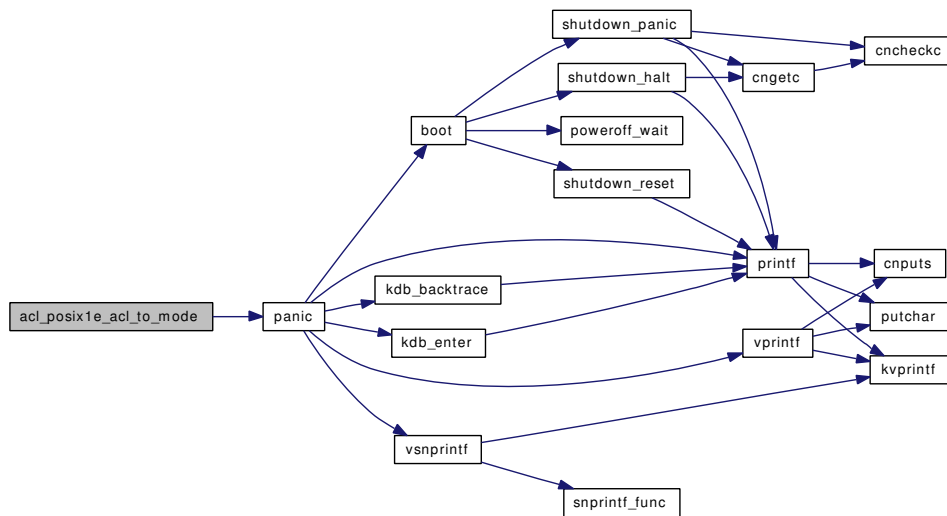 shutdown_panic
cncheckc
shutdown_halt
cngetc
boot
poweroff_wait
shutdown_reset
printf
cnputs
kdb_backtrace
acl_posix1e_acl_to_mode
panic
putchar
kdb_enter
vprintf
kvprintf
vsnprintf
snprintf_func